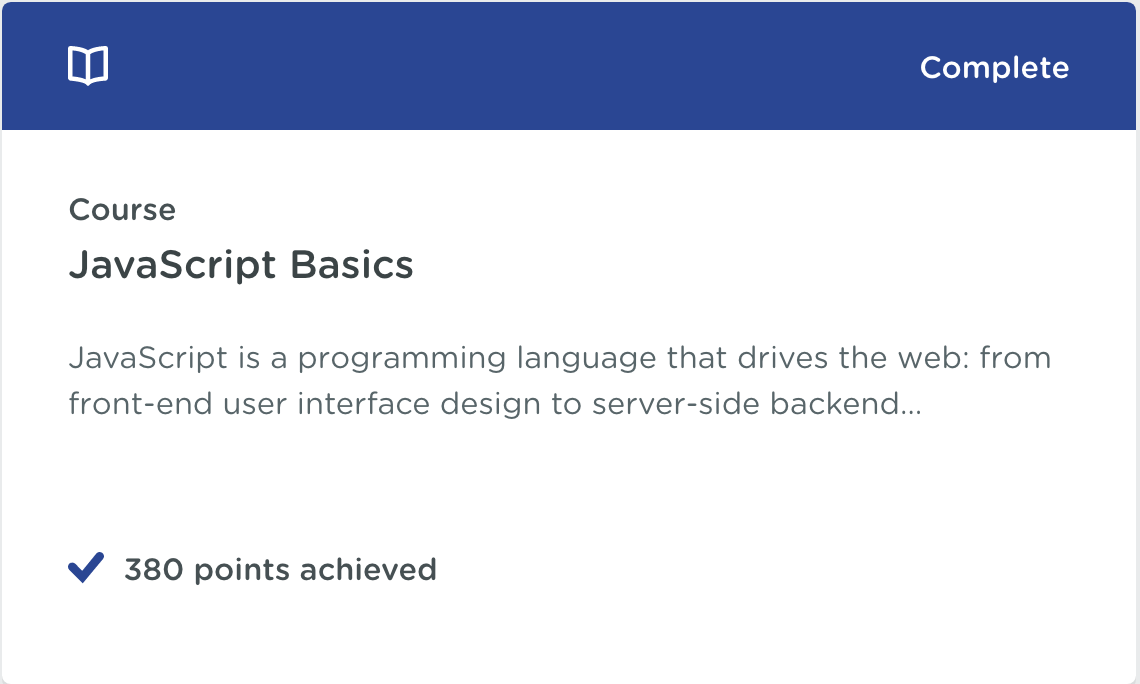 Complete
Course
JavaScript Basics
JavaScript is a programming language that drives the web: from
front-end user interface design to server-side backend...
380 points achieved